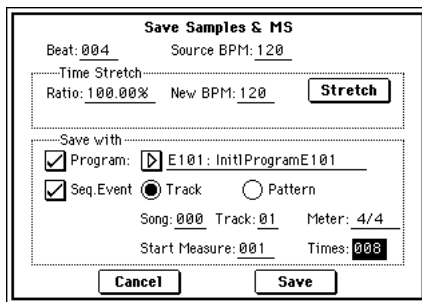 Save Samples & MS
Beat: 004 Source BPM: 120
Time Stretch
Ratio: 100.00% New BPM: 120 Stretch
Save with
Program: E101: InitlProgramE101
Seq.Event Track Pattern
Song: 000 Track: 01 Meter: 4/4
Start Measure: 001 Times: 008
Cancel Save